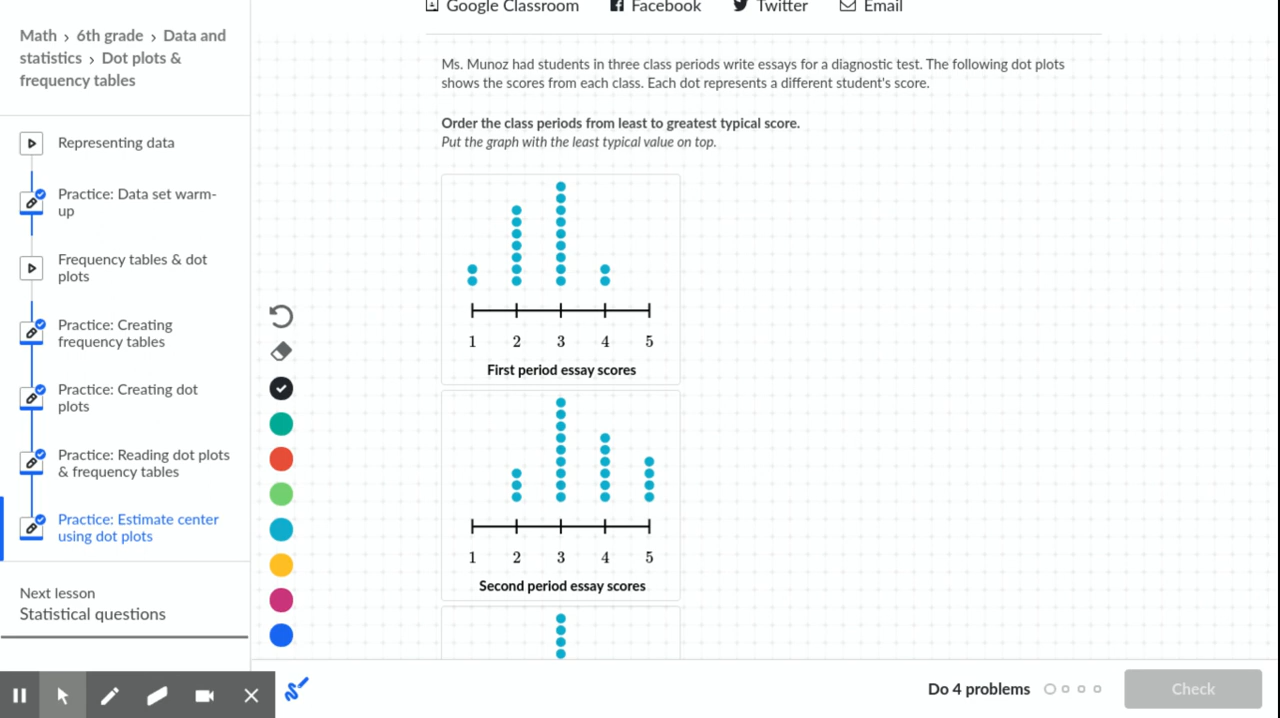 Google Classroom Facebook Twitter Email
Math › 6th grade › Data and
statistics › Dot plots &
frequency tables
Representing data
Practice: Data set warm-
up
Frequency tables & dot
plots
Practice: Creating
frequency tables
Practice: Creating dot
plots
Practice: Reading dot plots
& frequency tables
Practice: Estimate center
using dot plots
Next lesson
Statistical questions
Ms. Munoz had students in three class periods write essays for a diagnostic test. The following dot plots
shows the scores from each class. Each dot represents a different student's score.
Order the class periods from least to greatest typical score.
Put the graph with the least typical value on top.
1 2 3 4 5
First period essay scores
1 2 3 4 5
Second period essay scores
Do 4 problems
Check